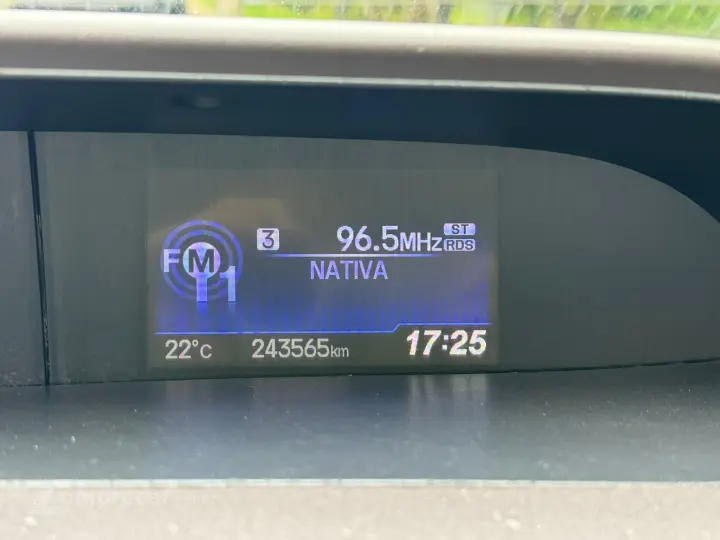 3 96.5MHz ST
RDS
FM1
NATIVA
22°C 243565km 17:25